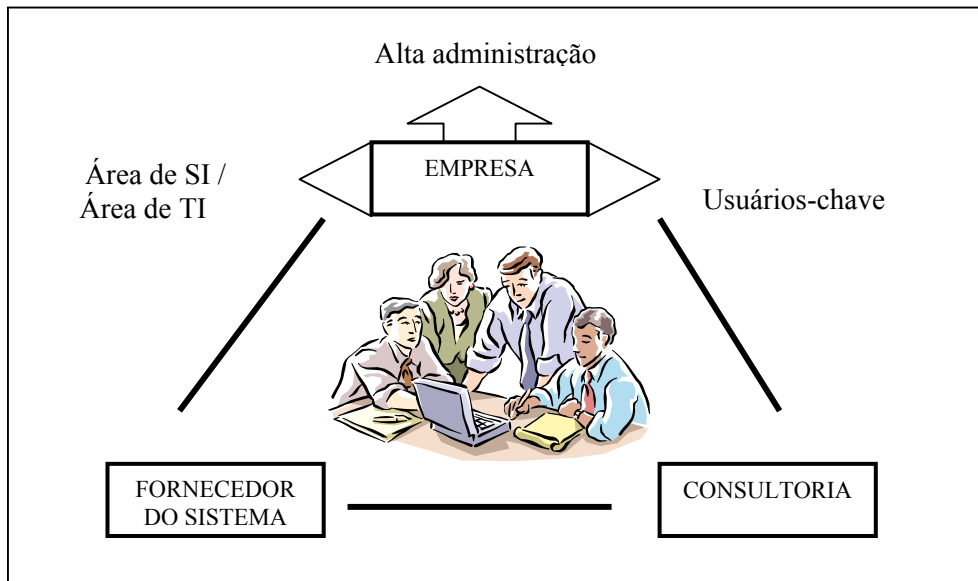 Alta administração
EMPRESA
Área de SI /
Área de TI
Usuários-chave
FORNECEDOR
DO SISTEMA
CONSULTORIA